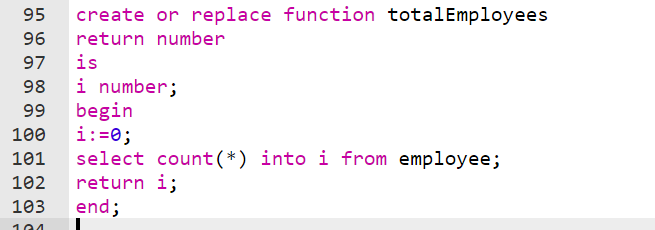 95 create or replace function totalEmployees
96 return number
97 is
98 i number;
99 begin
100 i:=0;
101 select count(*) into i from employee;
102 return i;
103 end;
104